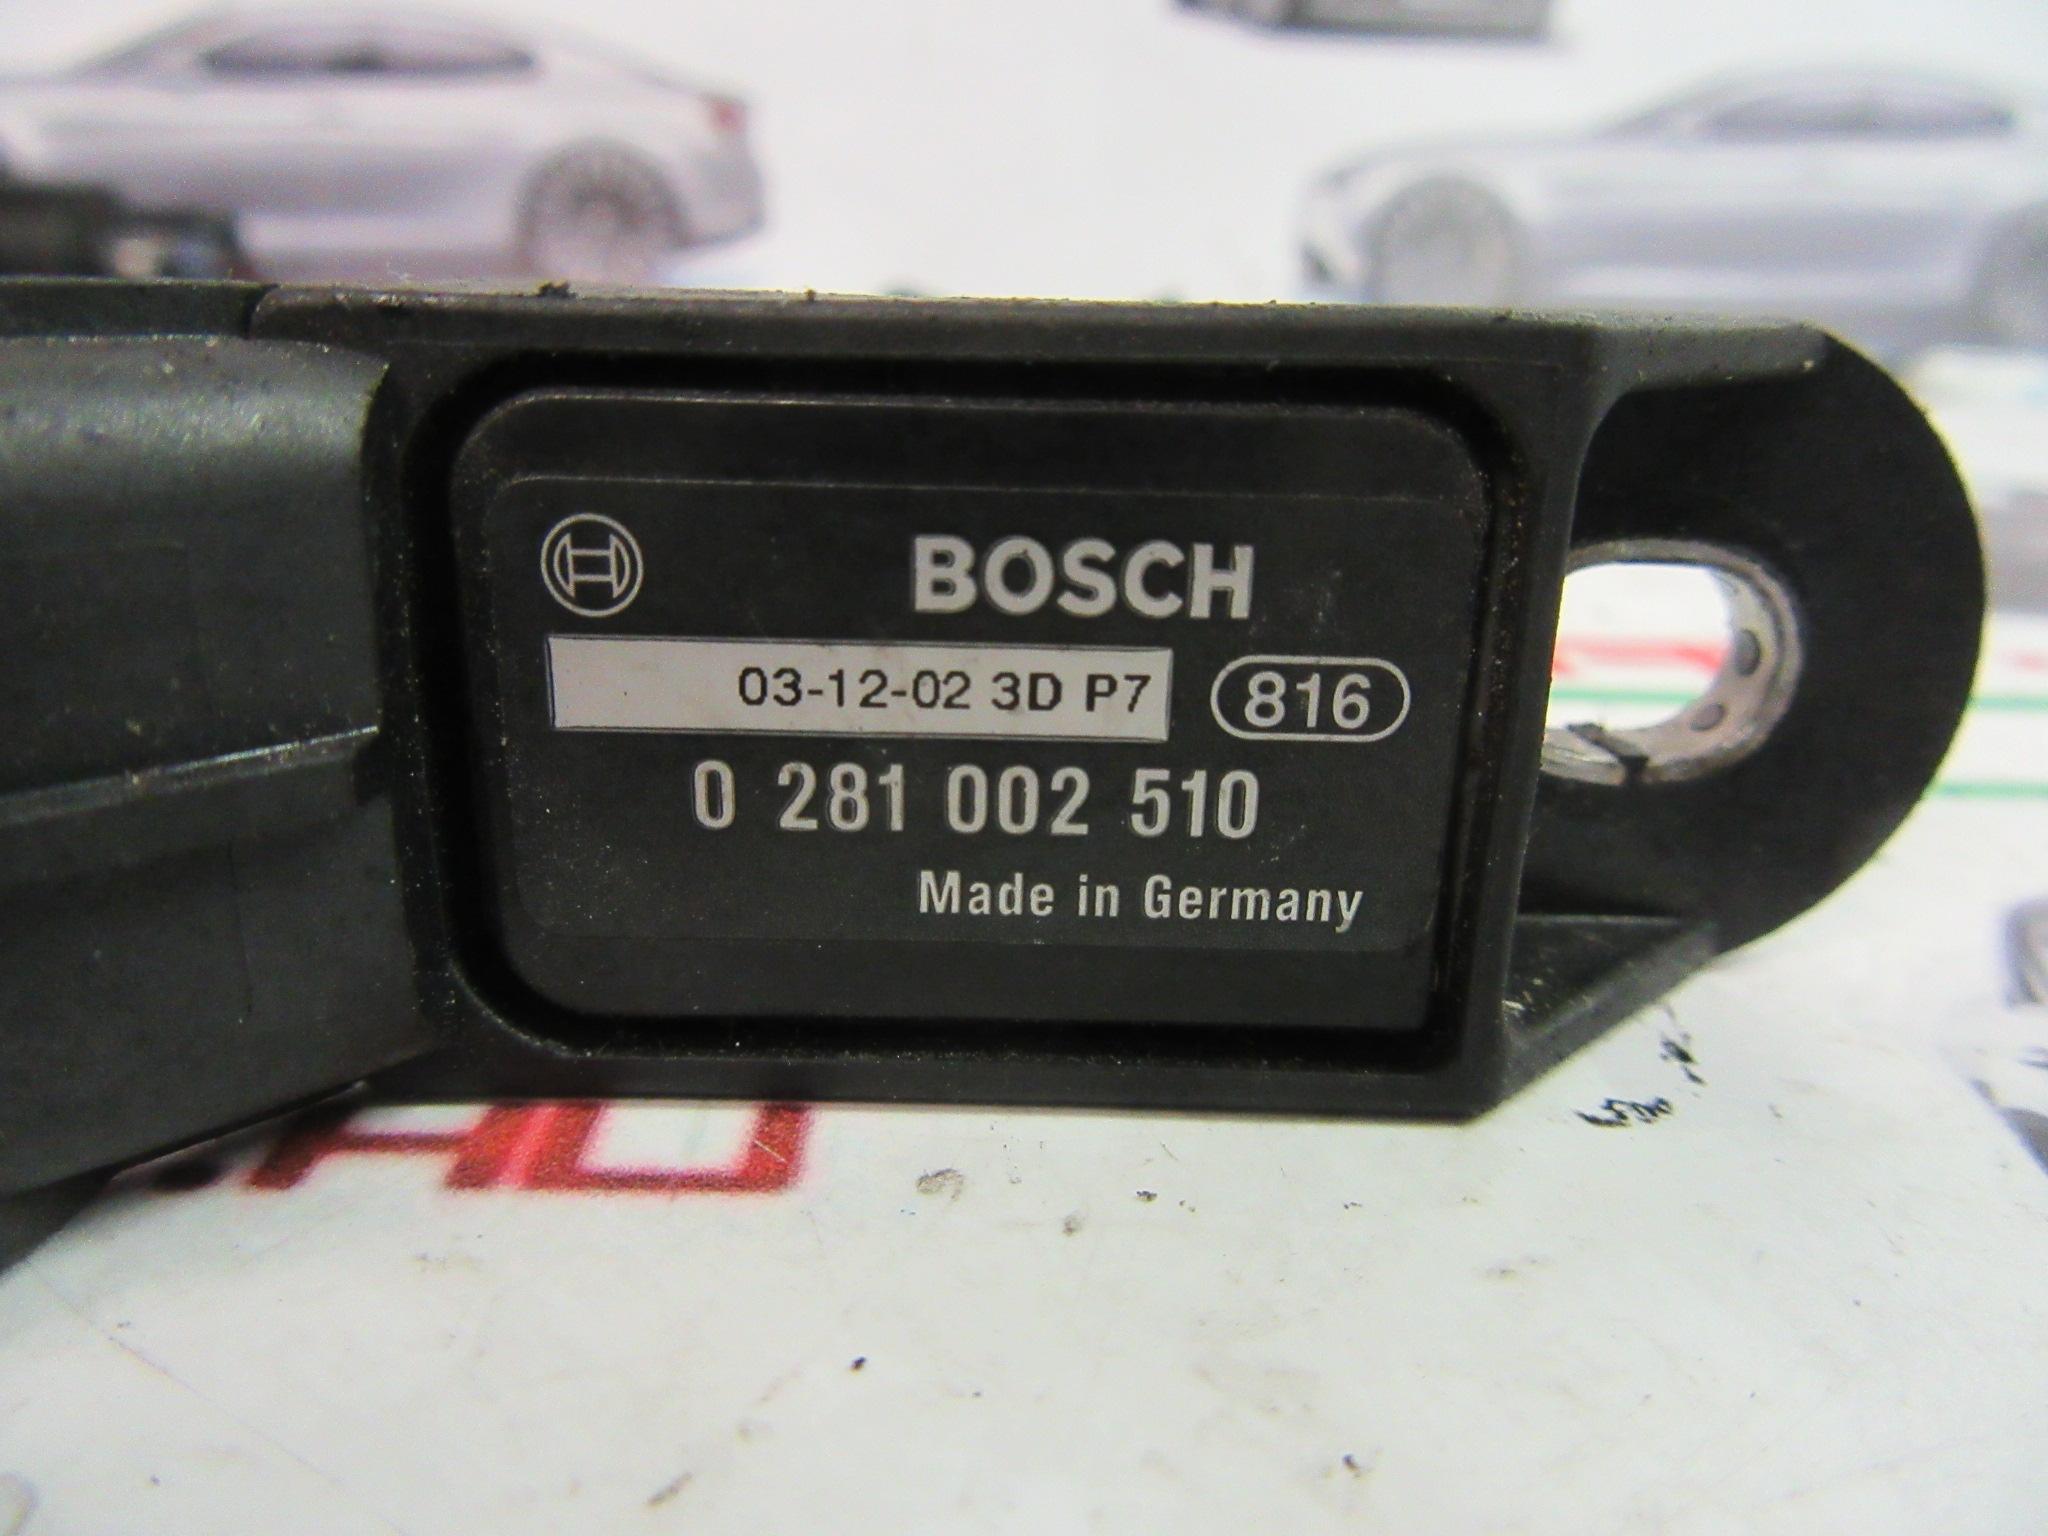 BOSCH
03-12-02 3D P7
816
0 281 002 510
Made in Germany